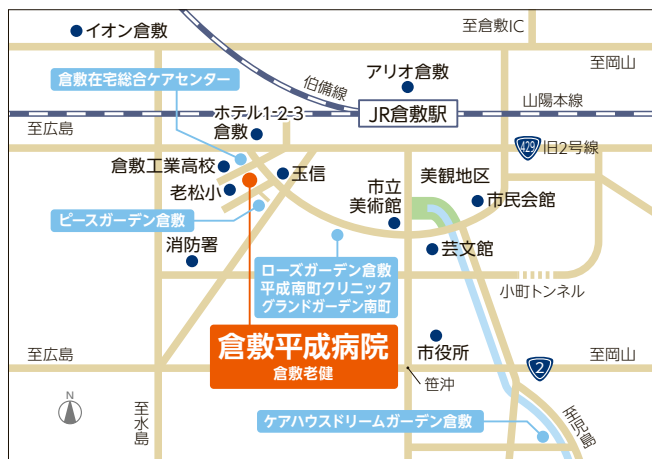 至倉敷IC
イオン倉敷
至岡山
倉敷在宅総合ケアセンター
伯備線
アリオ倉敷
ホテル1-2-3
倉敷
JR倉敷駅
山陽本線
至広島
429
旧2号線
倉敷工業高校
玉信
美観地区
老松小
市立
美術館
市民会館
ピースガーデン倉敷
消防署
芸文館
ローズガーデン倉敷
平成南町クリニック
グランドガーデン南町
小町トンネル
倉敷平成病院
倉敷老健
市役所
至広島
至岡山
2
笹沖
N
至水島
ケアハウスドリームガーデン倉敷
至児島